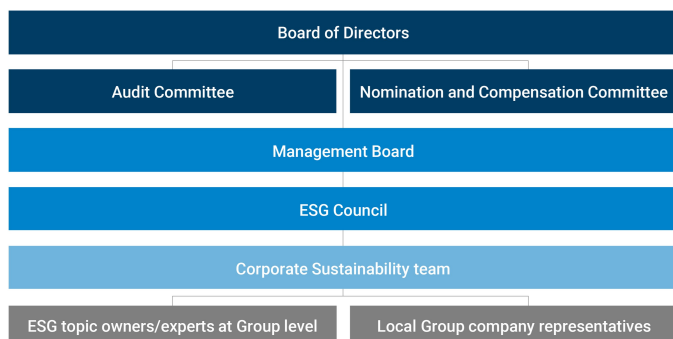 Board of Directors
Audit Committee
Nomination and Compensation Committee
Management Board
ESG Council
Corporate Sustainability team
ESG topic owners/experts at Group level
Local Group company representatives